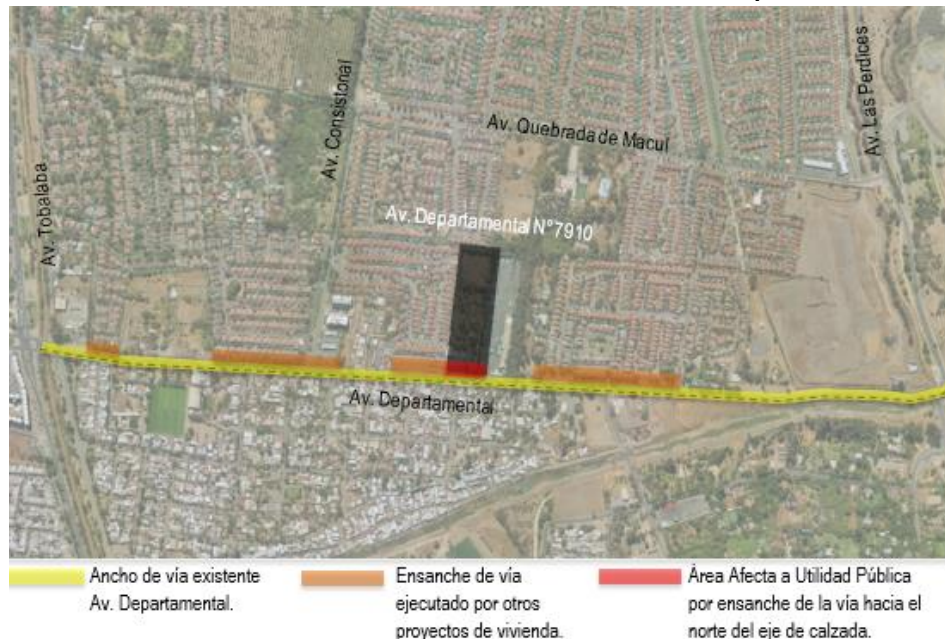 Av. Tobalaba
Av. Consistorial
Av. Quebrada de Macul
Av. Las Perdices
Av. Departamental N°7910
Av. Departamental
Ancho de vía existente
Av. Departamental.
Ensanche de vía
ejecutado por otros
proyectos de vivienda.
Área Afecta a Utilidad Pública
por ensanche de la vía hacia el
norte del eje de calzada.